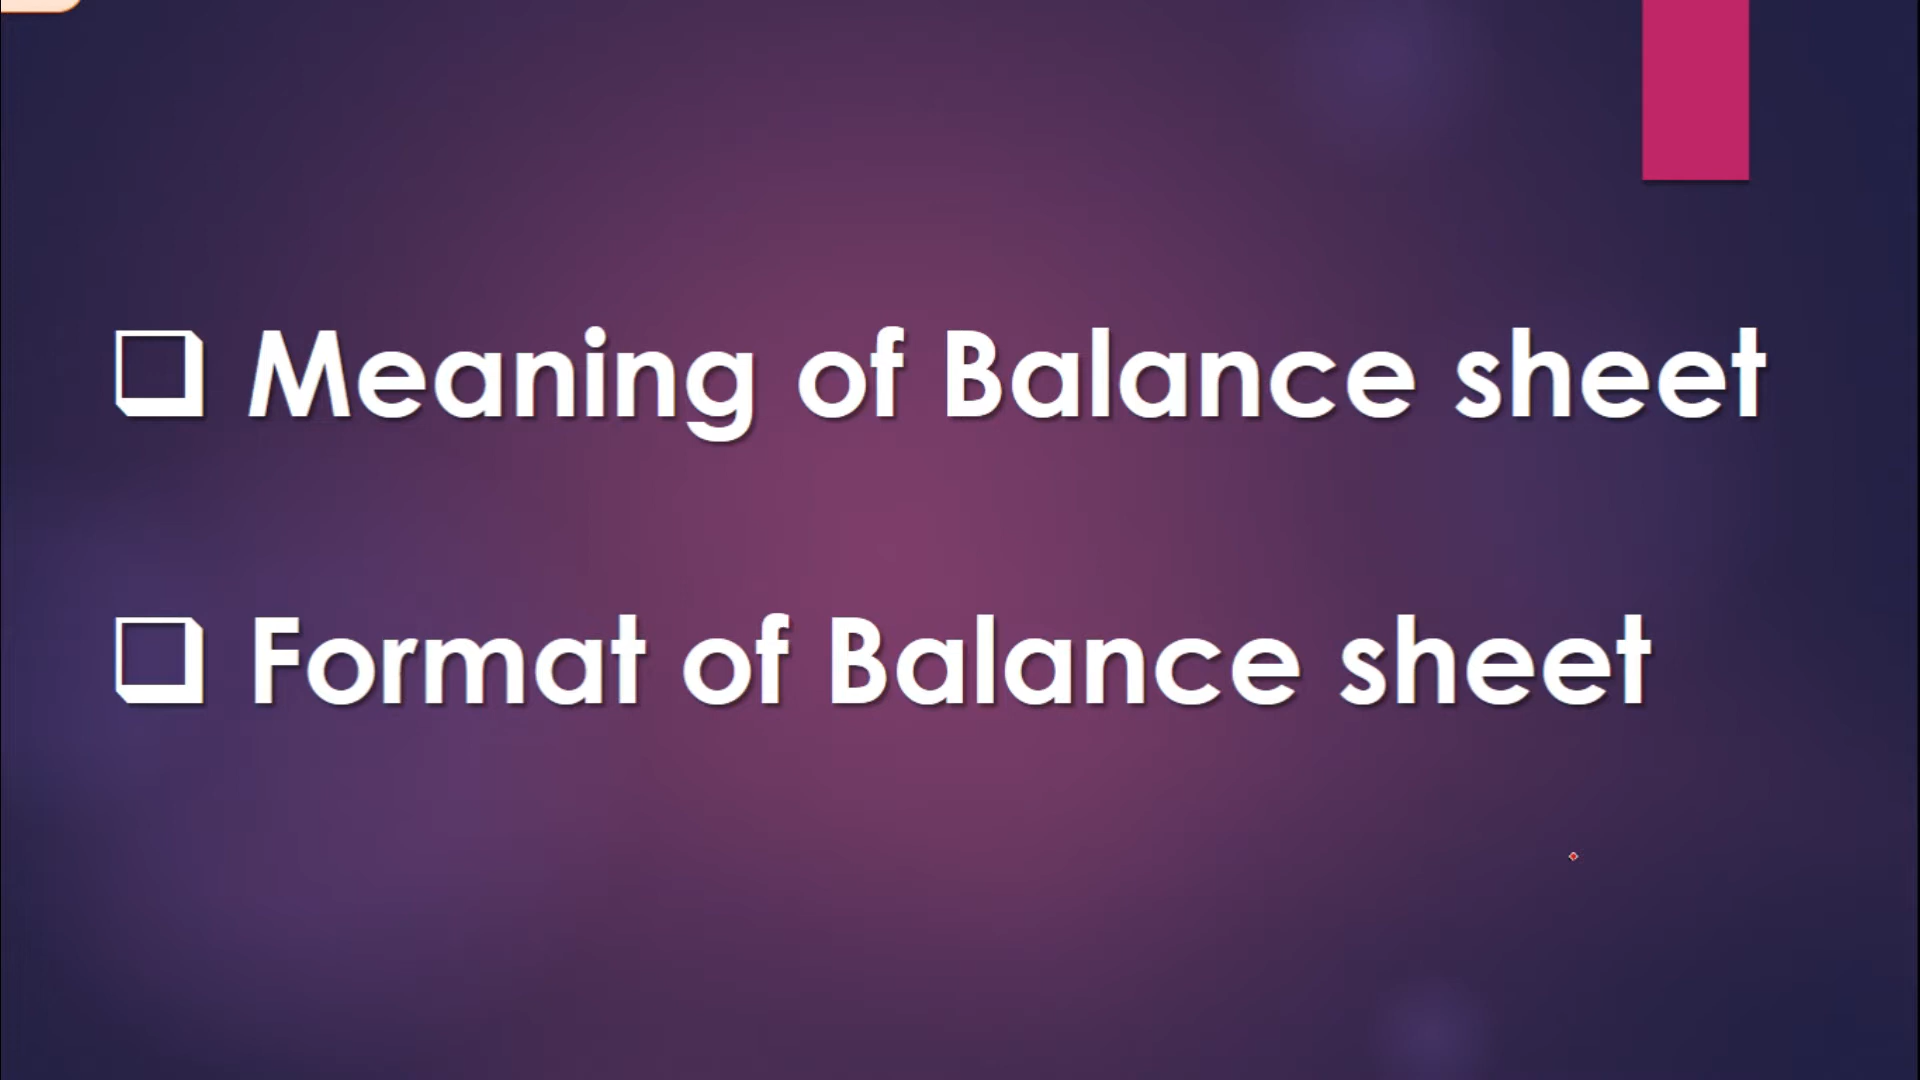 ❑ Meaning of Balance sheet
❑ Format of Balance sheet